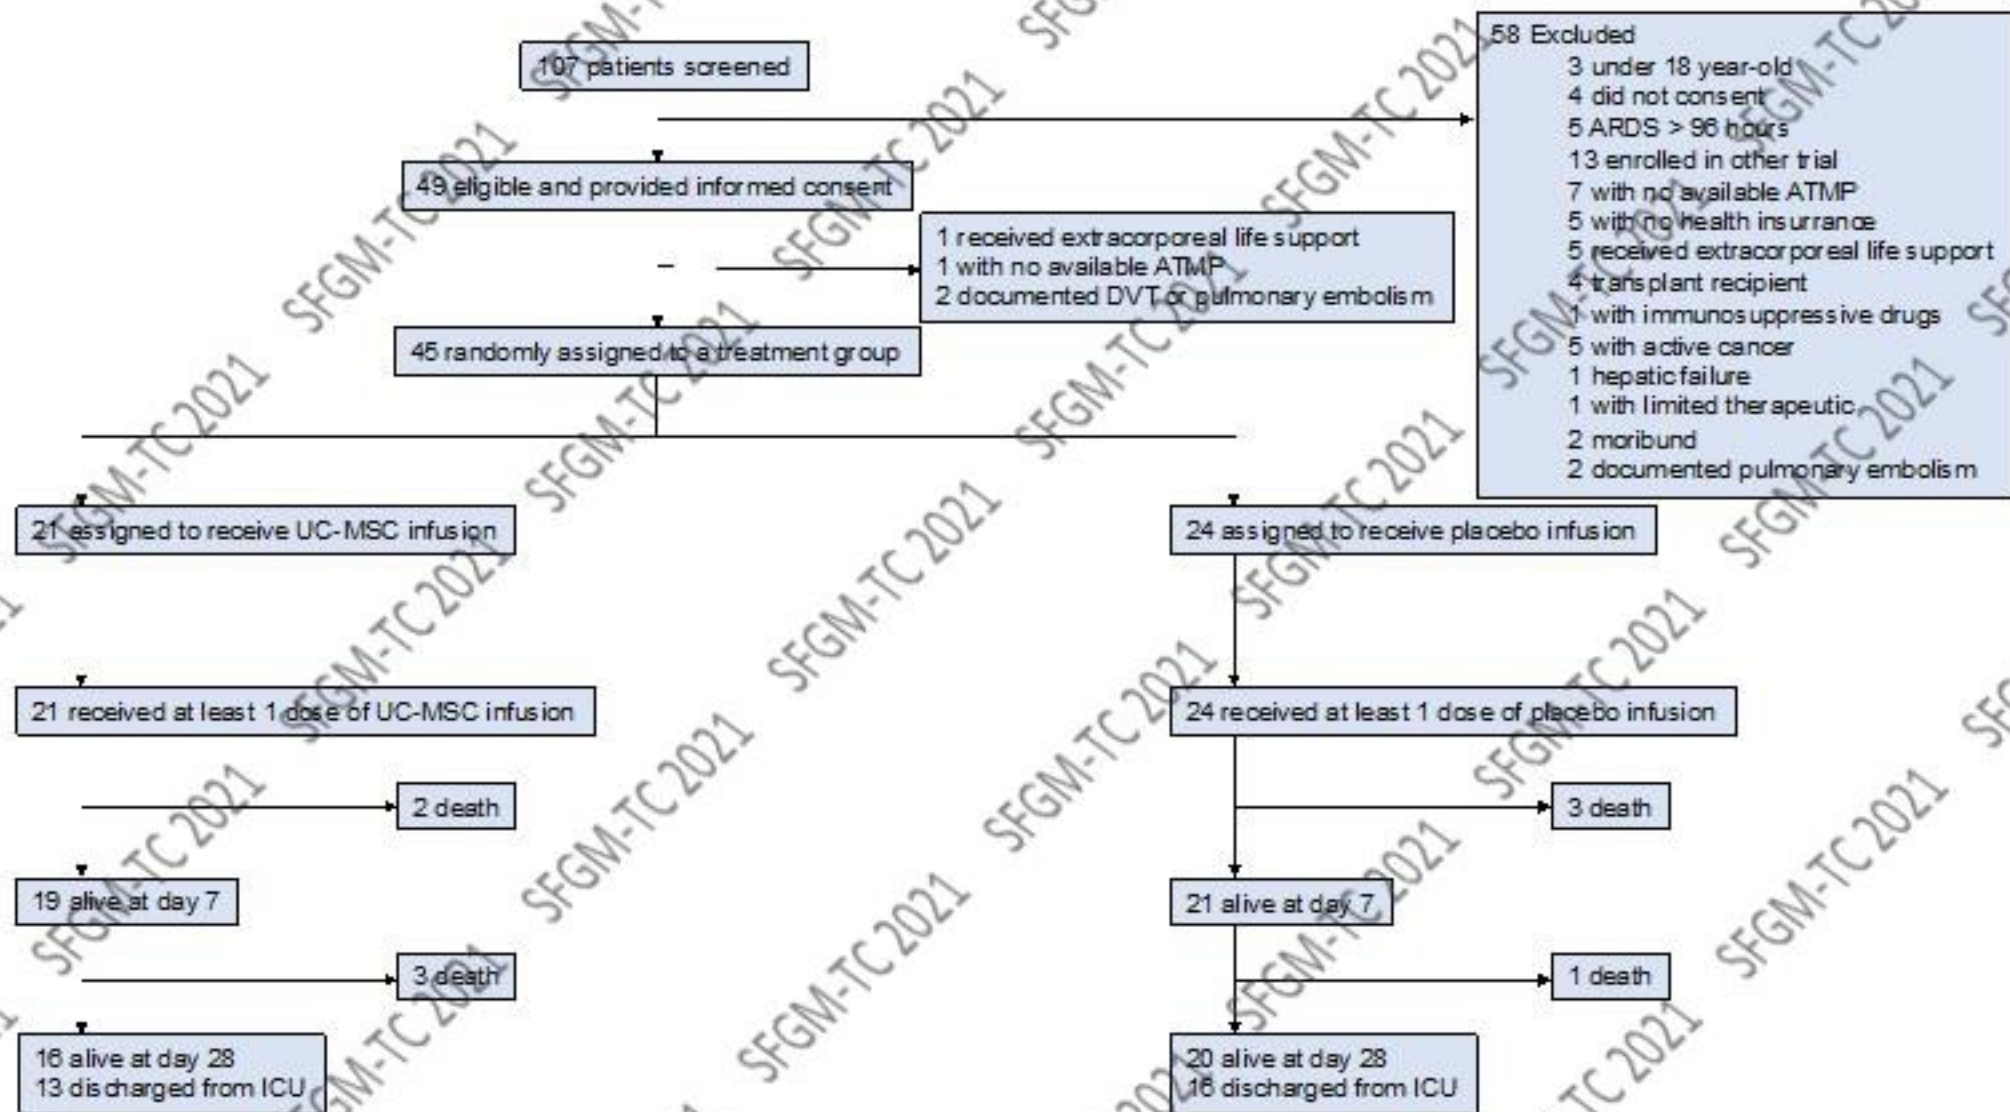 107 patients screened
58 Excluded
3 under 18 year-old
4 did not consent
5 ARDS > 96 hours
13 enrolled in other trial
7 with no available ATMP
5 with no health insurrance
5 received extracorporeal life support
4 transplant recipient
1 with immunosuppressive drugs
5 with active cancer
1 hepatic failure
1 with limited therapeutic
2 moribund
2 documented pulmonary embolism
49 eligible and provided informed consent
1 received extracorporeal life support
1 with no available ATMP
2 documented DVT or pulmonary embolism
45 randomly assigned to a treatment group
21 assigned to receive UC-MSC infusion
24 assigned to receive placebo infusion
21 received at least 1 dose of UC-MSC infusion
24 received at least 1 dose of placebo infusion
2 death
3 death
19 alive at day 7
21 alive at day 7
3 death
1 death
16 alive at day 28
13 discharged from ICU
20 alive at day 28
16 discharged from ICU
SFGM-TC 2021